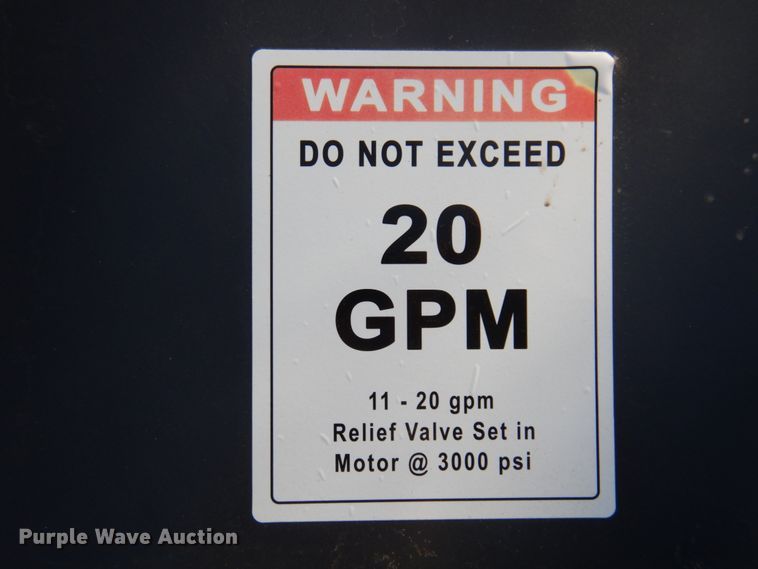 WARNING
DO NOT EXCEED
20
GPM
11 - 20 gpm
Relief Valve Set in
Motor @ 3000 psi
Purple Wave Auction